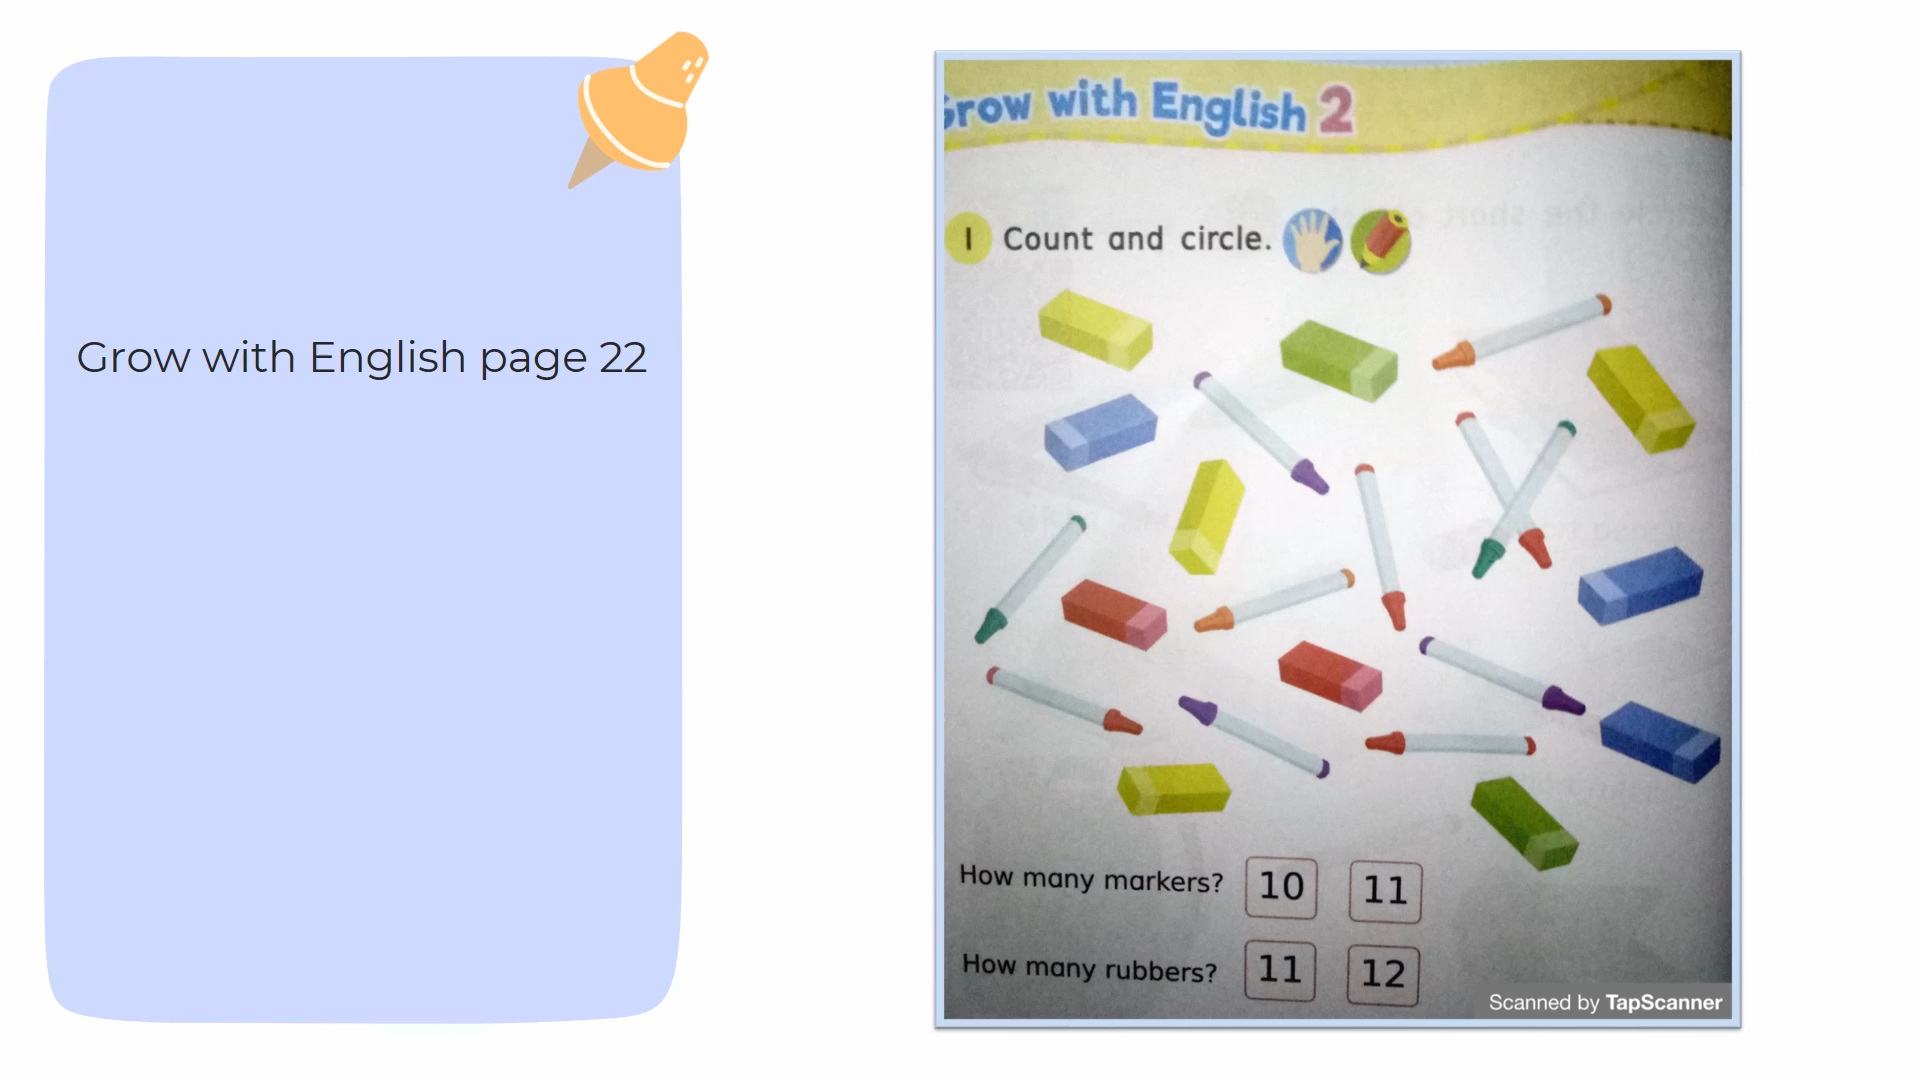 Grow with English page 22
Grow with English 2
1 Count and circle.
How many markers? 10 11
How many rubbers? 11 12
Scanned by TapScanner